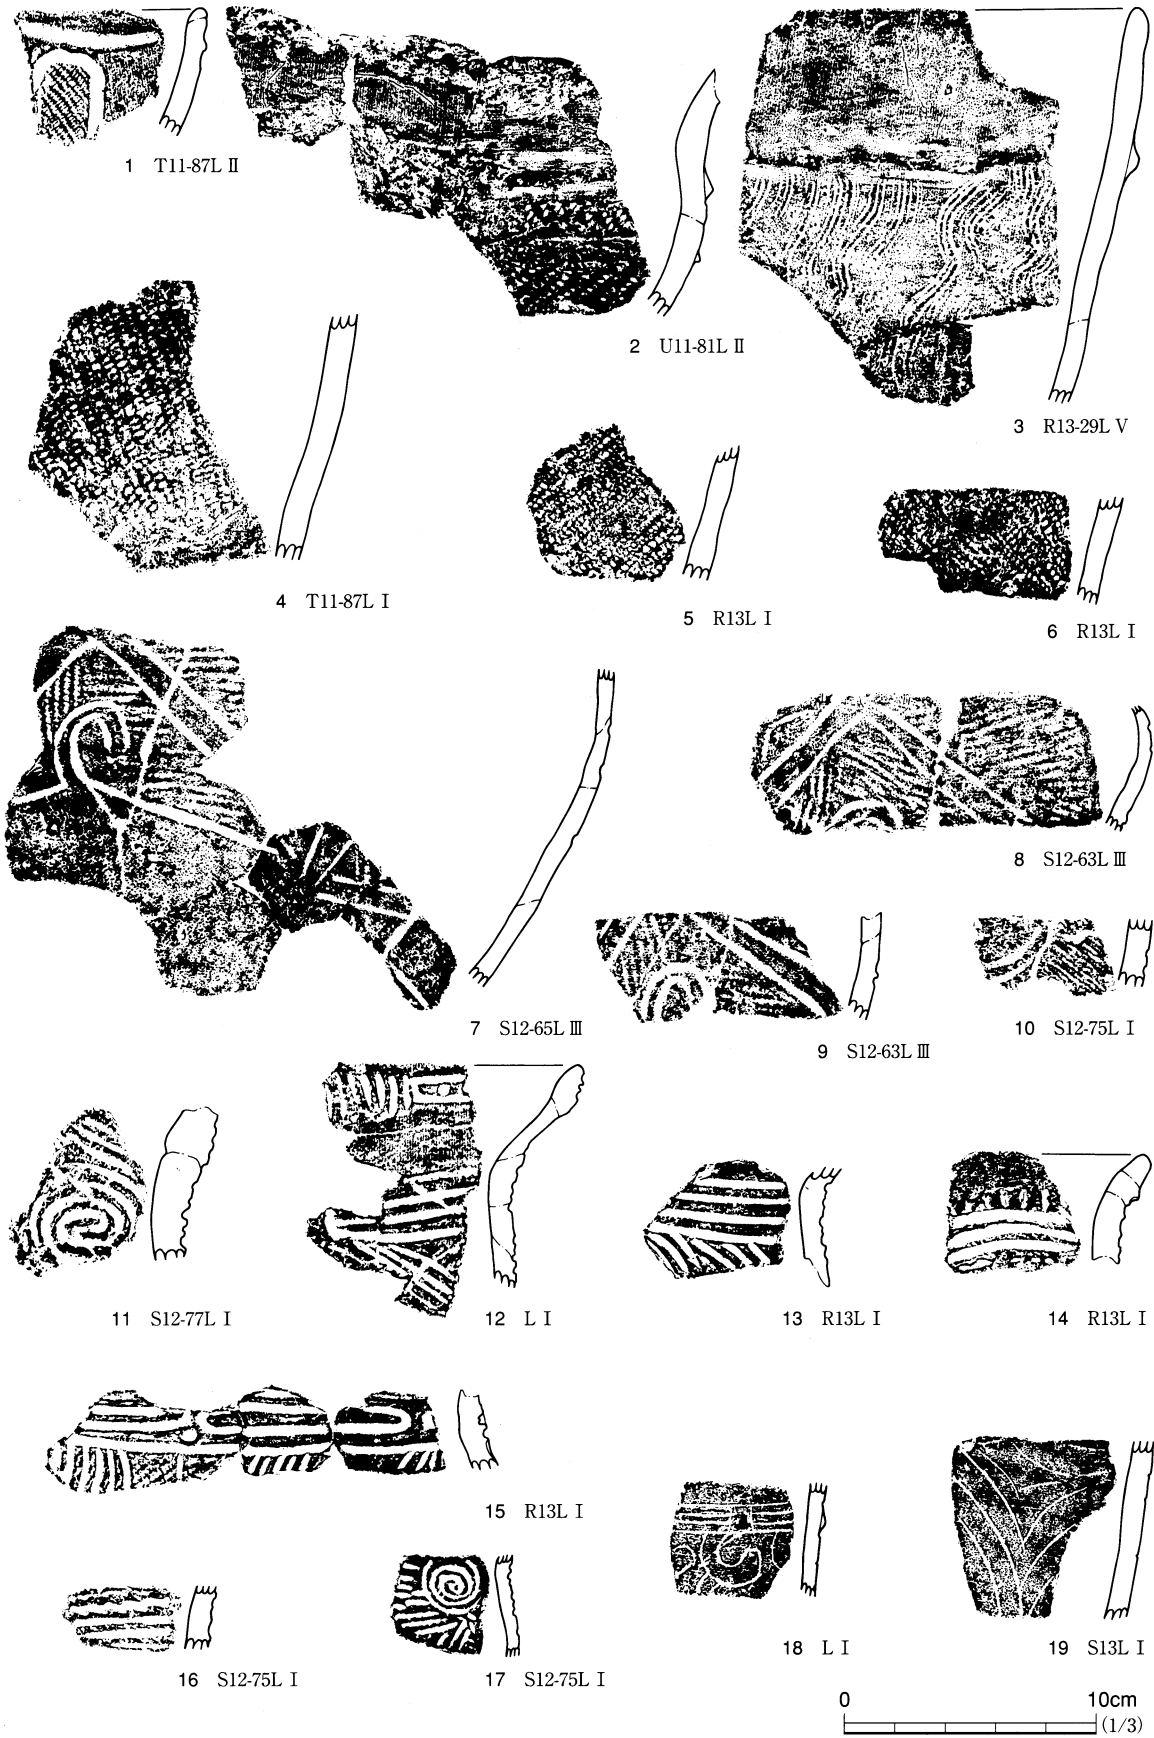 1 T11-87L Ⅱ
2 U11-81L Ⅱ
3 R13-29L Ⅴ
4 T11-87L Ⅰ
5 R13L Ⅰ
6 R13L Ⅰ
7 S12-65L Ⅲ
8 S12-63L Ⅲ
9 S12-63L Ⅲ
10 S12-75L Ⅰ
11 S12-77L Ⅰ
12 L Ⅰ
13 R13L Ⅰ
14 R13L Ⅰ
15 R13L Ⅰ
16 S12-75L Ⅰ
17 S12-75L Ⅰ
18 L Ⅰ
19 S13L Ⅰ
0 10cm
(1/3)